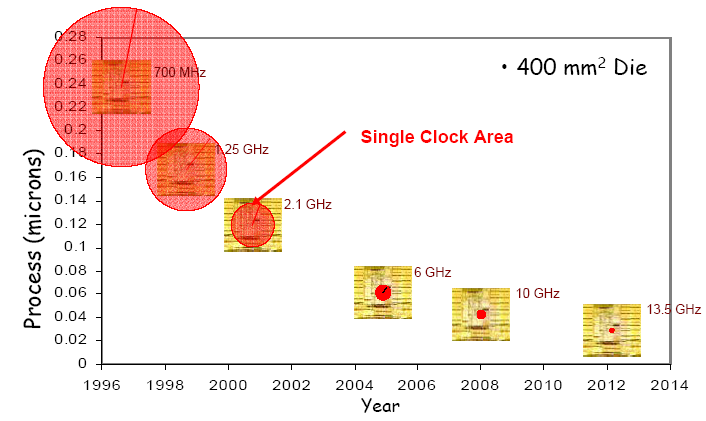 0.28
0.26
0.24
0.22
0.2
0.18
0.16
0.14
0.12
0.1
0.08
0.06
0.04
0.02
0
Process (microns)
700 MHz
1.25 GHz
2.1 GHz
6 GHz
10 GHz
13.5 GHz
• 400 mm² Die
Single Clock Area
1996 1998 2000 2002 2004 2006 2008 2010 2012 2014
Year